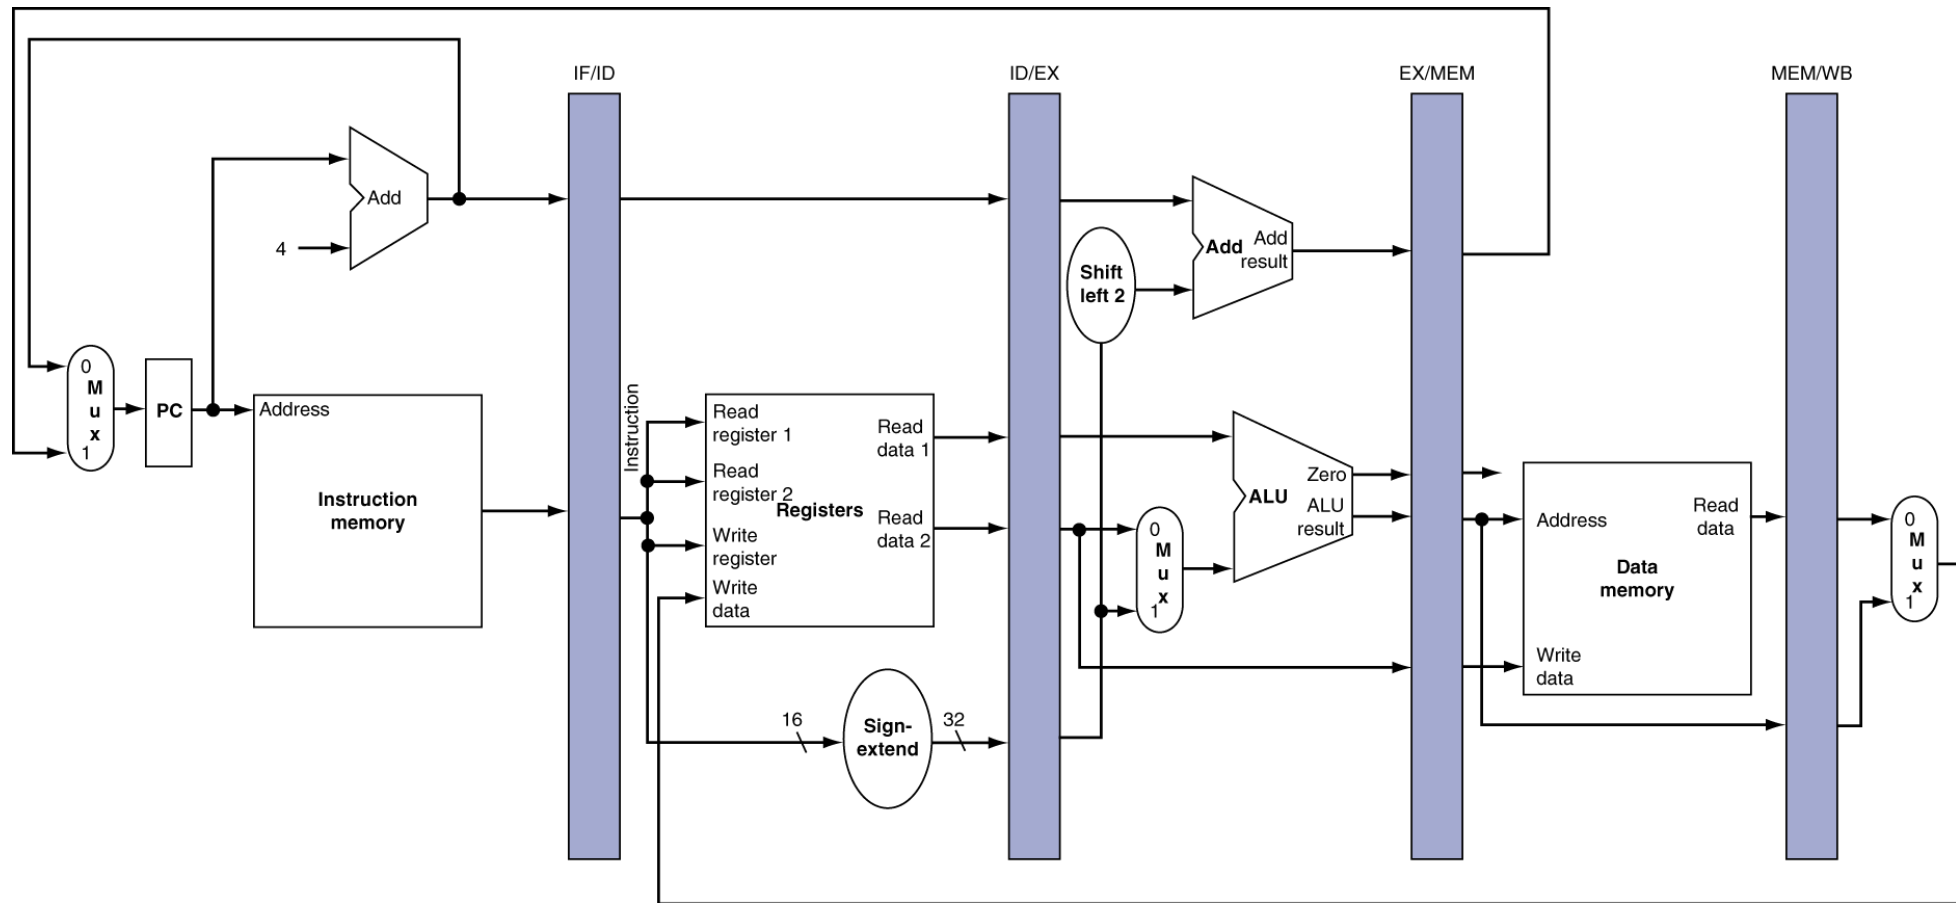 IF/ID
ID/EX
EX/MEM
MEM/WB
Add
4
Add
Add
result
Shift
left 2
0
M
u
x
1
PC
Address
Instruction
memory
Instruction
Read
register 1
Read
register 2
Write
register
Write
data
Registers
Read
data 1
Read
data 2
16
Sign-
extend
32
0
M
u
x
1
Zero
ALU
ALU
result
Address
Read
data
Data
memory
Write
data
0
M
u
x
1